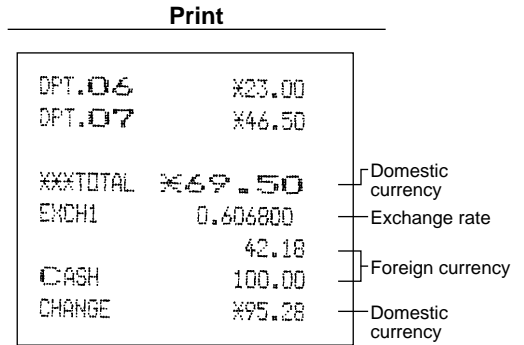 Print
DPT.06 ¥23.00
DPT.07 ¥46.50
***TOTAL ¥69.50
Domestic currency
EXCH1 0.606800
Exchange rate
42.18
CASH 100.00
Foreign currency
CHANGE ¥95.28
Domestic currency